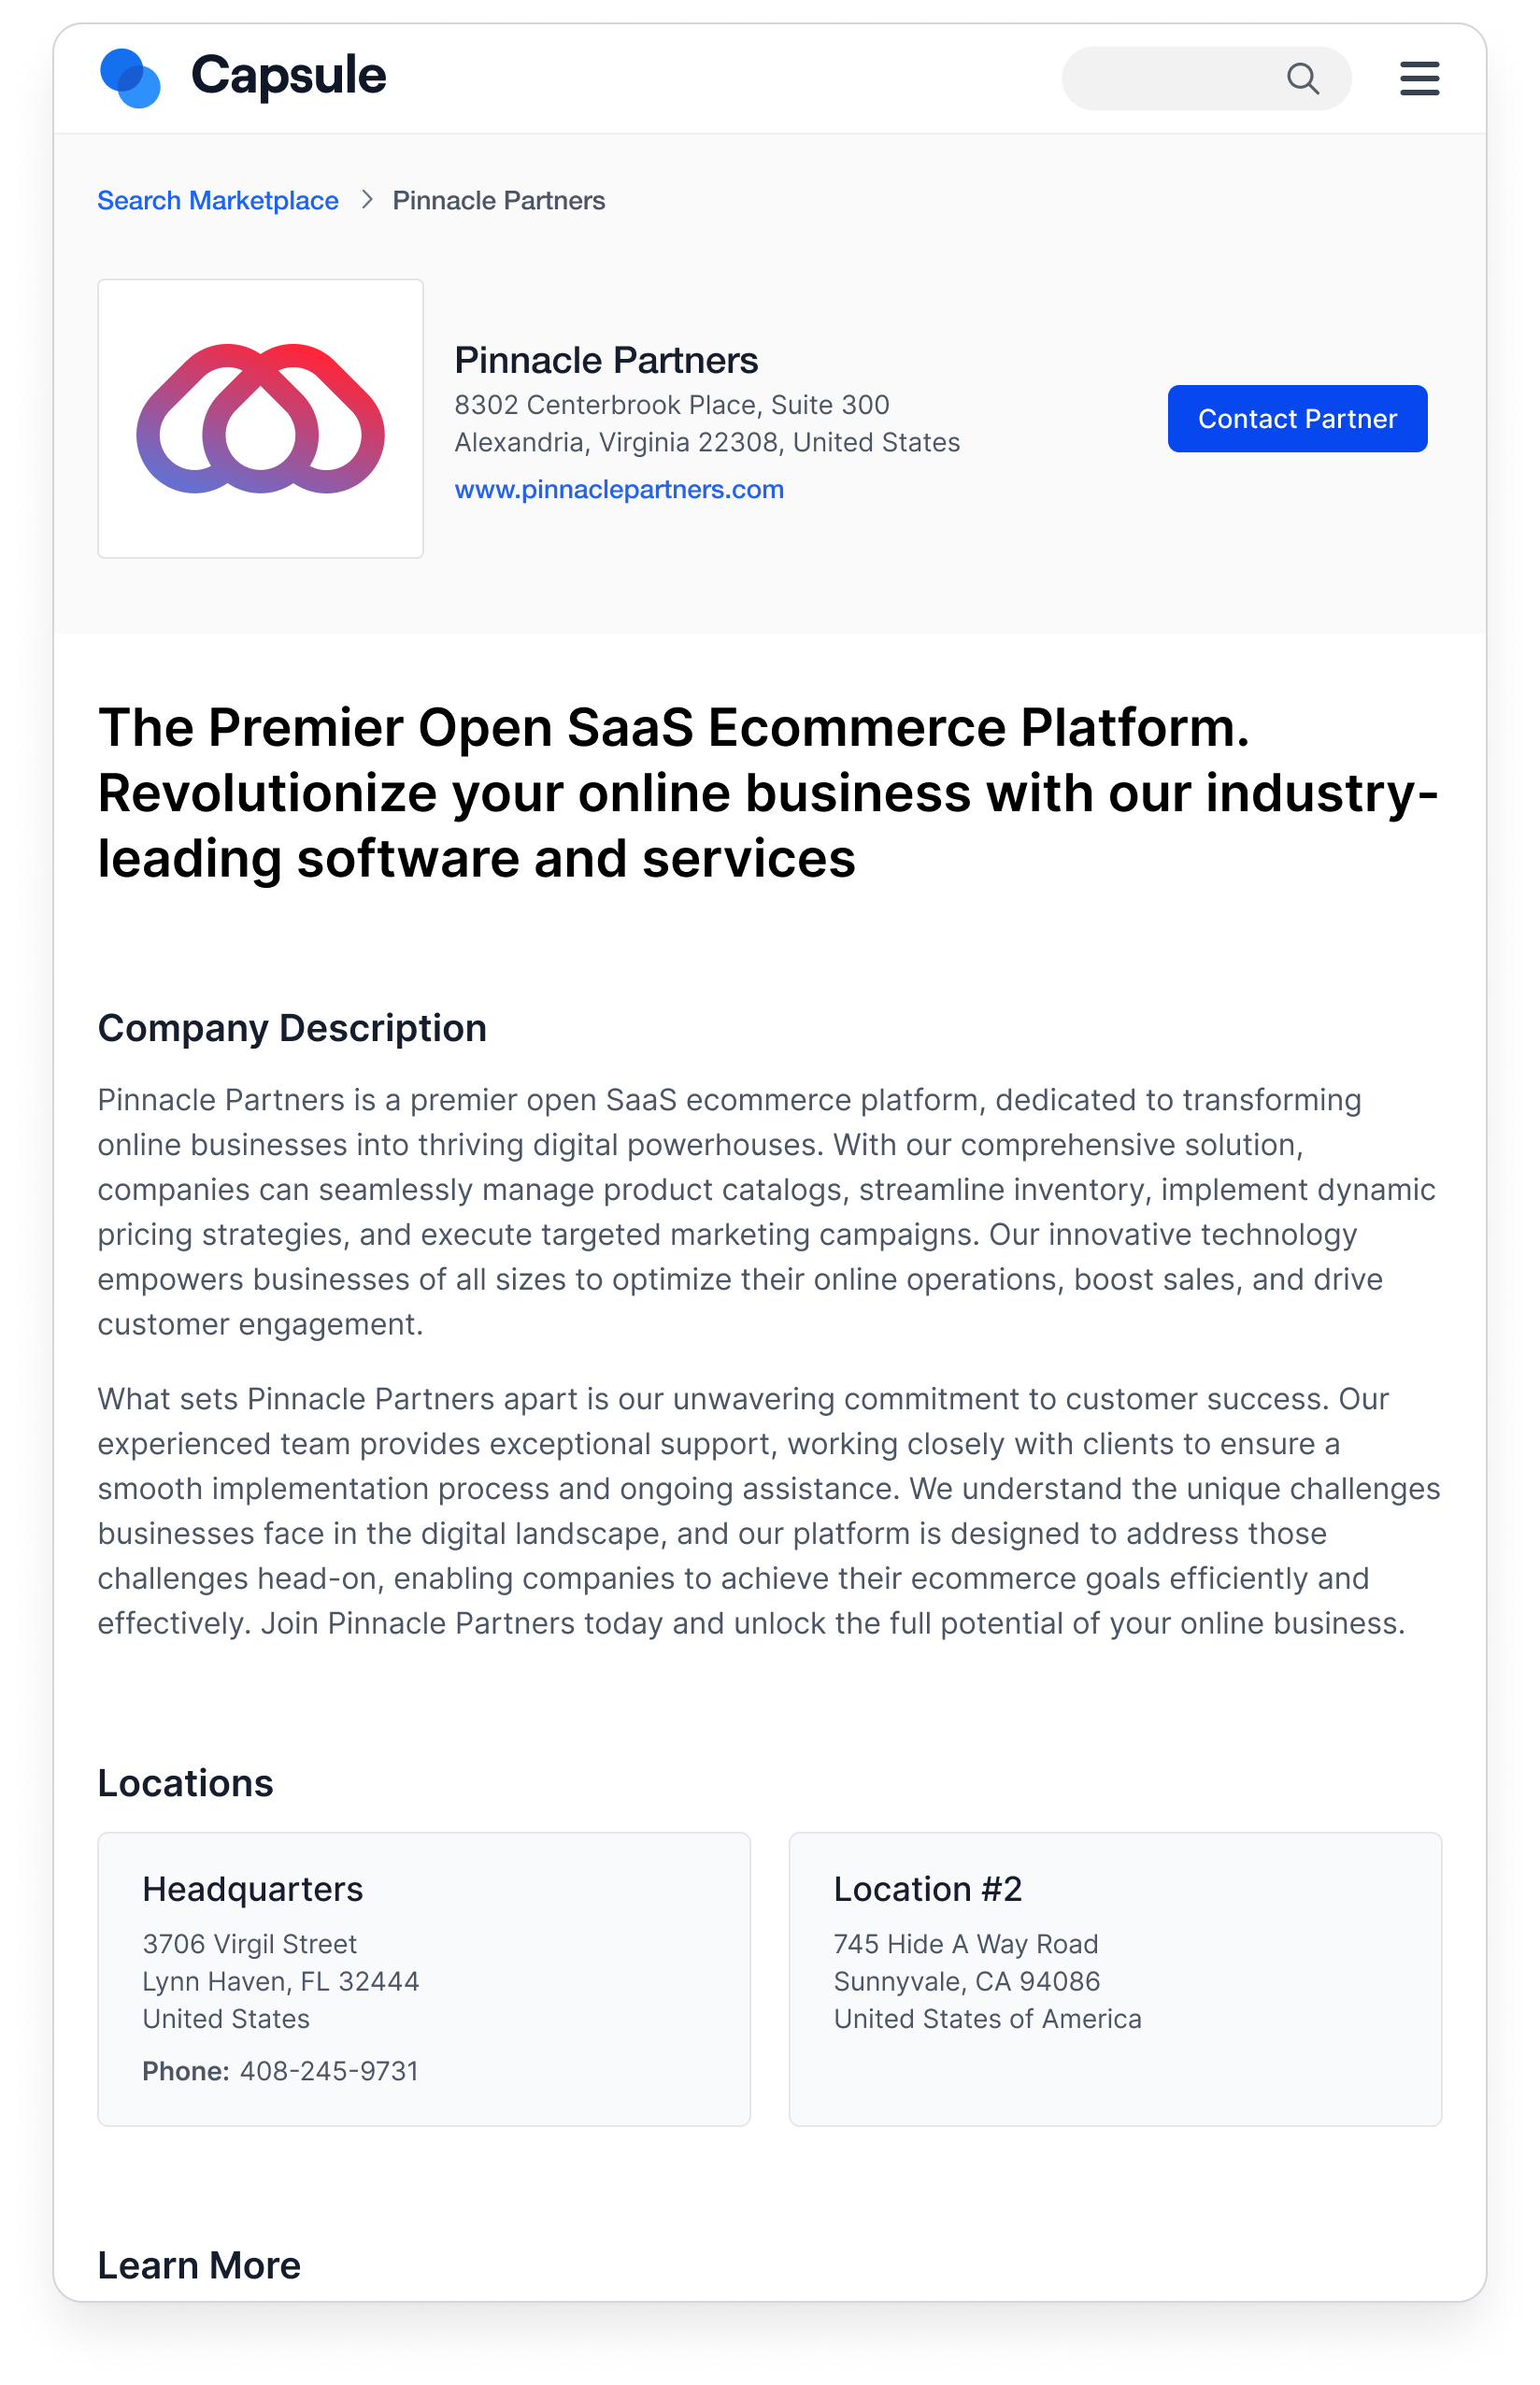 Capsule
Search Marketplace > Pinnacle Partners
Pinnacle Partners
8302 Centerbrook Place, Suite 300
Alexandria, Virginia 22308, United States
www.pinnaclepartners.com
Contact Partner
The Premier Open SaaS Ecommerce Platform.
Revolutionize your online business with our industry-
leading software and services
Company Description
Pinnacle Partners is a premier open SaaS ecommerce platform, dedicated to transforming
online businesses into thriving digital powerhouses. With our comprehensive solution,
companies can seamlessly manage product catalogs, streamline inventory, implement dynamic
pricing strategies, and execute targeted marketing campaigns. Our innovative technology
empowers businesses of all sizes to optimize their online operations, boost sales, and drive
customer engagement.
What sets Pinnacle Partners apart is our unwavering commitment to customer success. Our
experienced team provides exceptional support, working closely with clients to ensure a
smooth implementation process and ongoing assistance. We understand the unique challenges
businesses face in the digital landscape, and our platform is designed to address those
challenges head-on, enabling companies to achieve their ecommerce goals efficiently and
effectively. Join Pinnacle Partners today and unlock the full potential of your online business.
Locations
Headquarters
3706 Virgil Street
Lynn Haven, FL 32444
United States
Phone: 408-245-9731
Location #2
745 Hide A Way Road
Sunnyvale, CA 94086
United States of America
Learn More